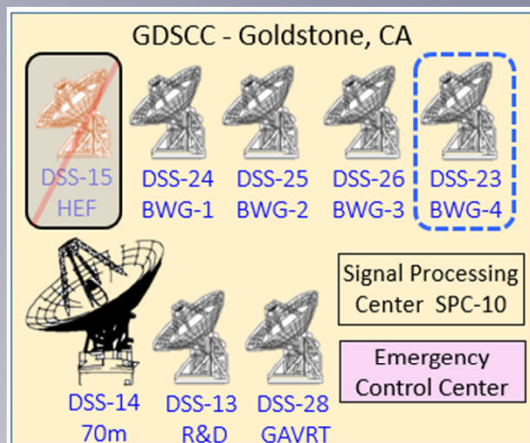 GDSCC - Goldstone, CA
DSS-15
HEF
DSS-24
BWG-1
DSS-25
BWG-2
DSS-26
BWG-3
DSS-23
BWG-4
Signal Processing
Center SPC-10
Emergency
Control Center
DSS-14
70m
DSS-13
R&D
DSS-28
GAVRT